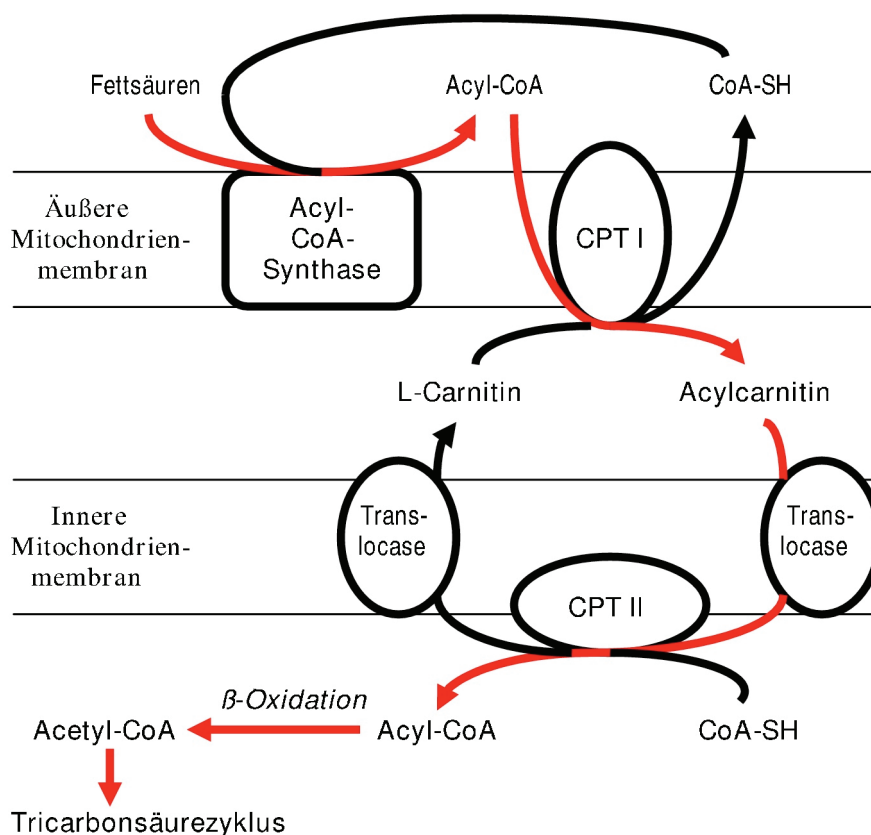 Fettsäuren
Acyl-CoA
CoA-SH
Äußere
Mitochondrien-
membran
Acyl-
CoA-
Synthase
CPT I
L-Carnitin
Acylcarnitin
Innere
Mitochondrien-
membran
Trans-
locase
CPT II
Trans-
locase
ß-Oxidation
Acetyl-CoA
Acyl-CoA
CoA-SH
Tricarbonsäurezyklus